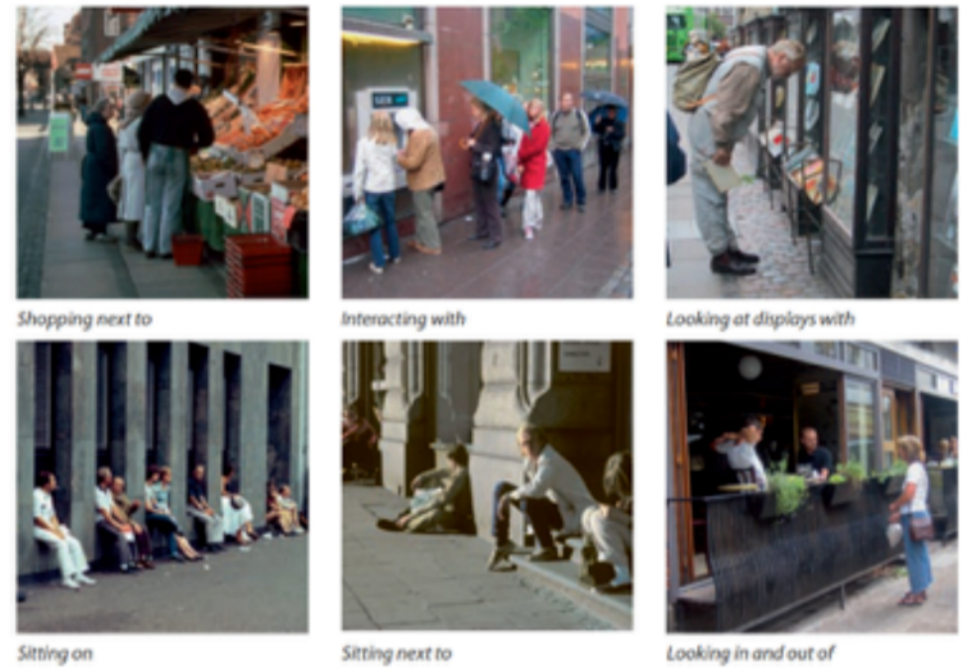 Shopping next to
Interacting with
Looking at displays with
Sitting on
Sitting next to
Looking in and out of